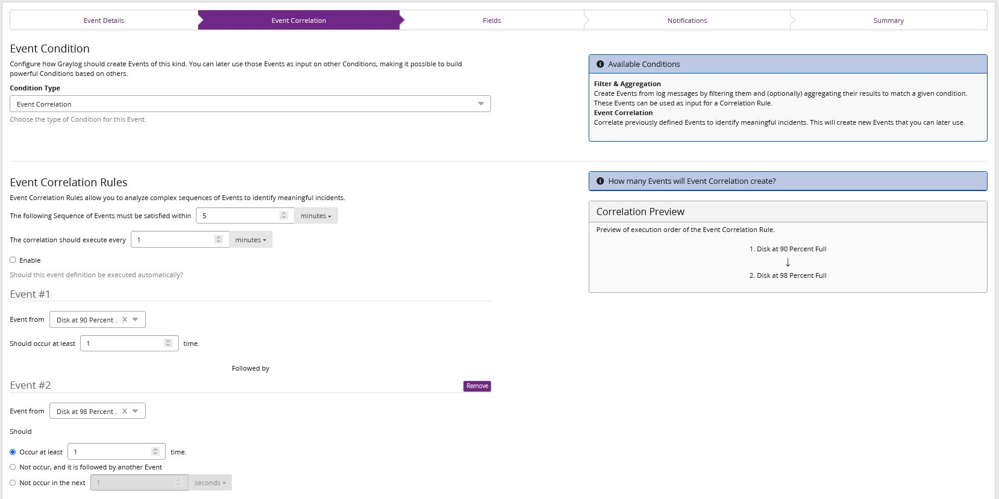 Event Details
Event Correlation
Fields
Notifications
Summary
Event Condition
Configure how Graylog should create Events of this kind. You can later use those Events as input on other Conditions, making it possible to build
powerful Conditions based on others.
Condition Type
Event Correlation
Choose the type of Condition for this Event.
Available Conditions
Filter & Aggregation
Create Events from log messages by filtering them and (optionally) aggregating their results to match a given condition.
These Events can be used as input for a Correlation Rule.
Event Correlation
Correlate previously defined Events to identify meaningful incidents. This will create new Events that you can later use.
Event Correlation Rules
Event Correlation Rules allow you to analyze complex sequences of Events to identify meaningful incidents.
The following Sequence of Events must be satisfied within 5 minutes
The correlation should execute every 1 minutes
Enable
Should this event definition be executed automatically?
How many Events will Event Correlation create?
Correlation Preview
Preview of execution order of the Event Correlation Rule.
1. Disk at 90 Percent Full
↓
2. Disk at 98 Percent Full
Event #1
Event from Disk at 90 Percent .
Should occur at least 1 time.
Followed by
Event #2
Remove
Event from Disk at 98 Percent .
Should
Occur at least 1 time.
Not occur, and it is followed by another Event
Not occur in the next 1 seconds